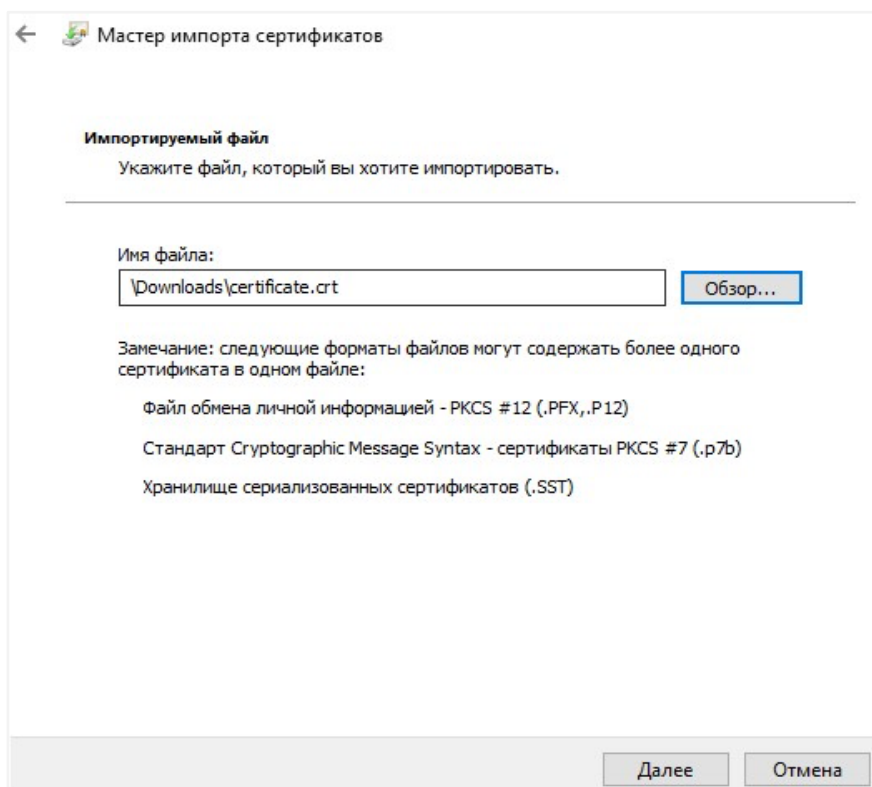 Мастер импорта сертификатов
Импортируемый файл
Укажите файл, который вы хотите импортировать.
Имя файла:
\Downloads\certificate.crt
Обзор...
Замечание: следующие форматы файлов могут содержать более одного
сертификата в одном файле:
Файл обмена личной информацией - PKCS #12 (.PFX,.P12)
Стандарт Cryptographic Message Syntax - сертификаты PKCS #7 (.p7b)
Хранилище сериализованных сертификатов (.SST)
Далее
Отмена